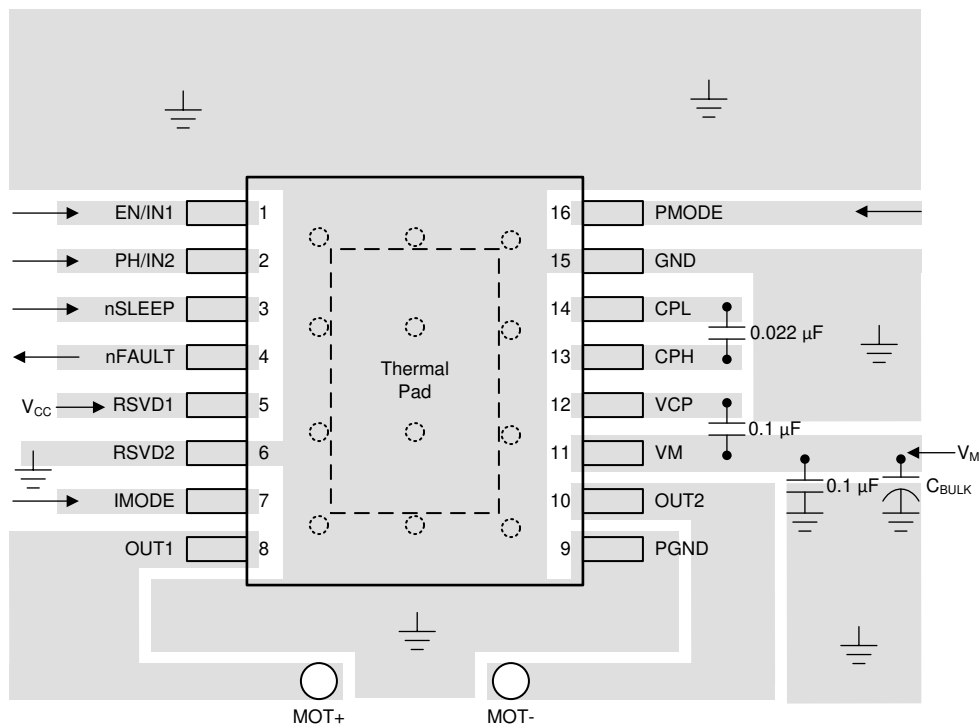 EN/IN1 1 16 PMODE
PH/IN2 2 15 GND
nSLEEP 3 14 CPL
0.022 µF
nFAULT 4 13 CPH
Thermal
Pad
VCC RSVD1 5 12 VCP
0.1 µF
RSVD2 6 11 VM VM
IMODE 7 10 OUT2 0.1 µF CBULK
OUT1 8 9 PGND
MOT+ MOT-